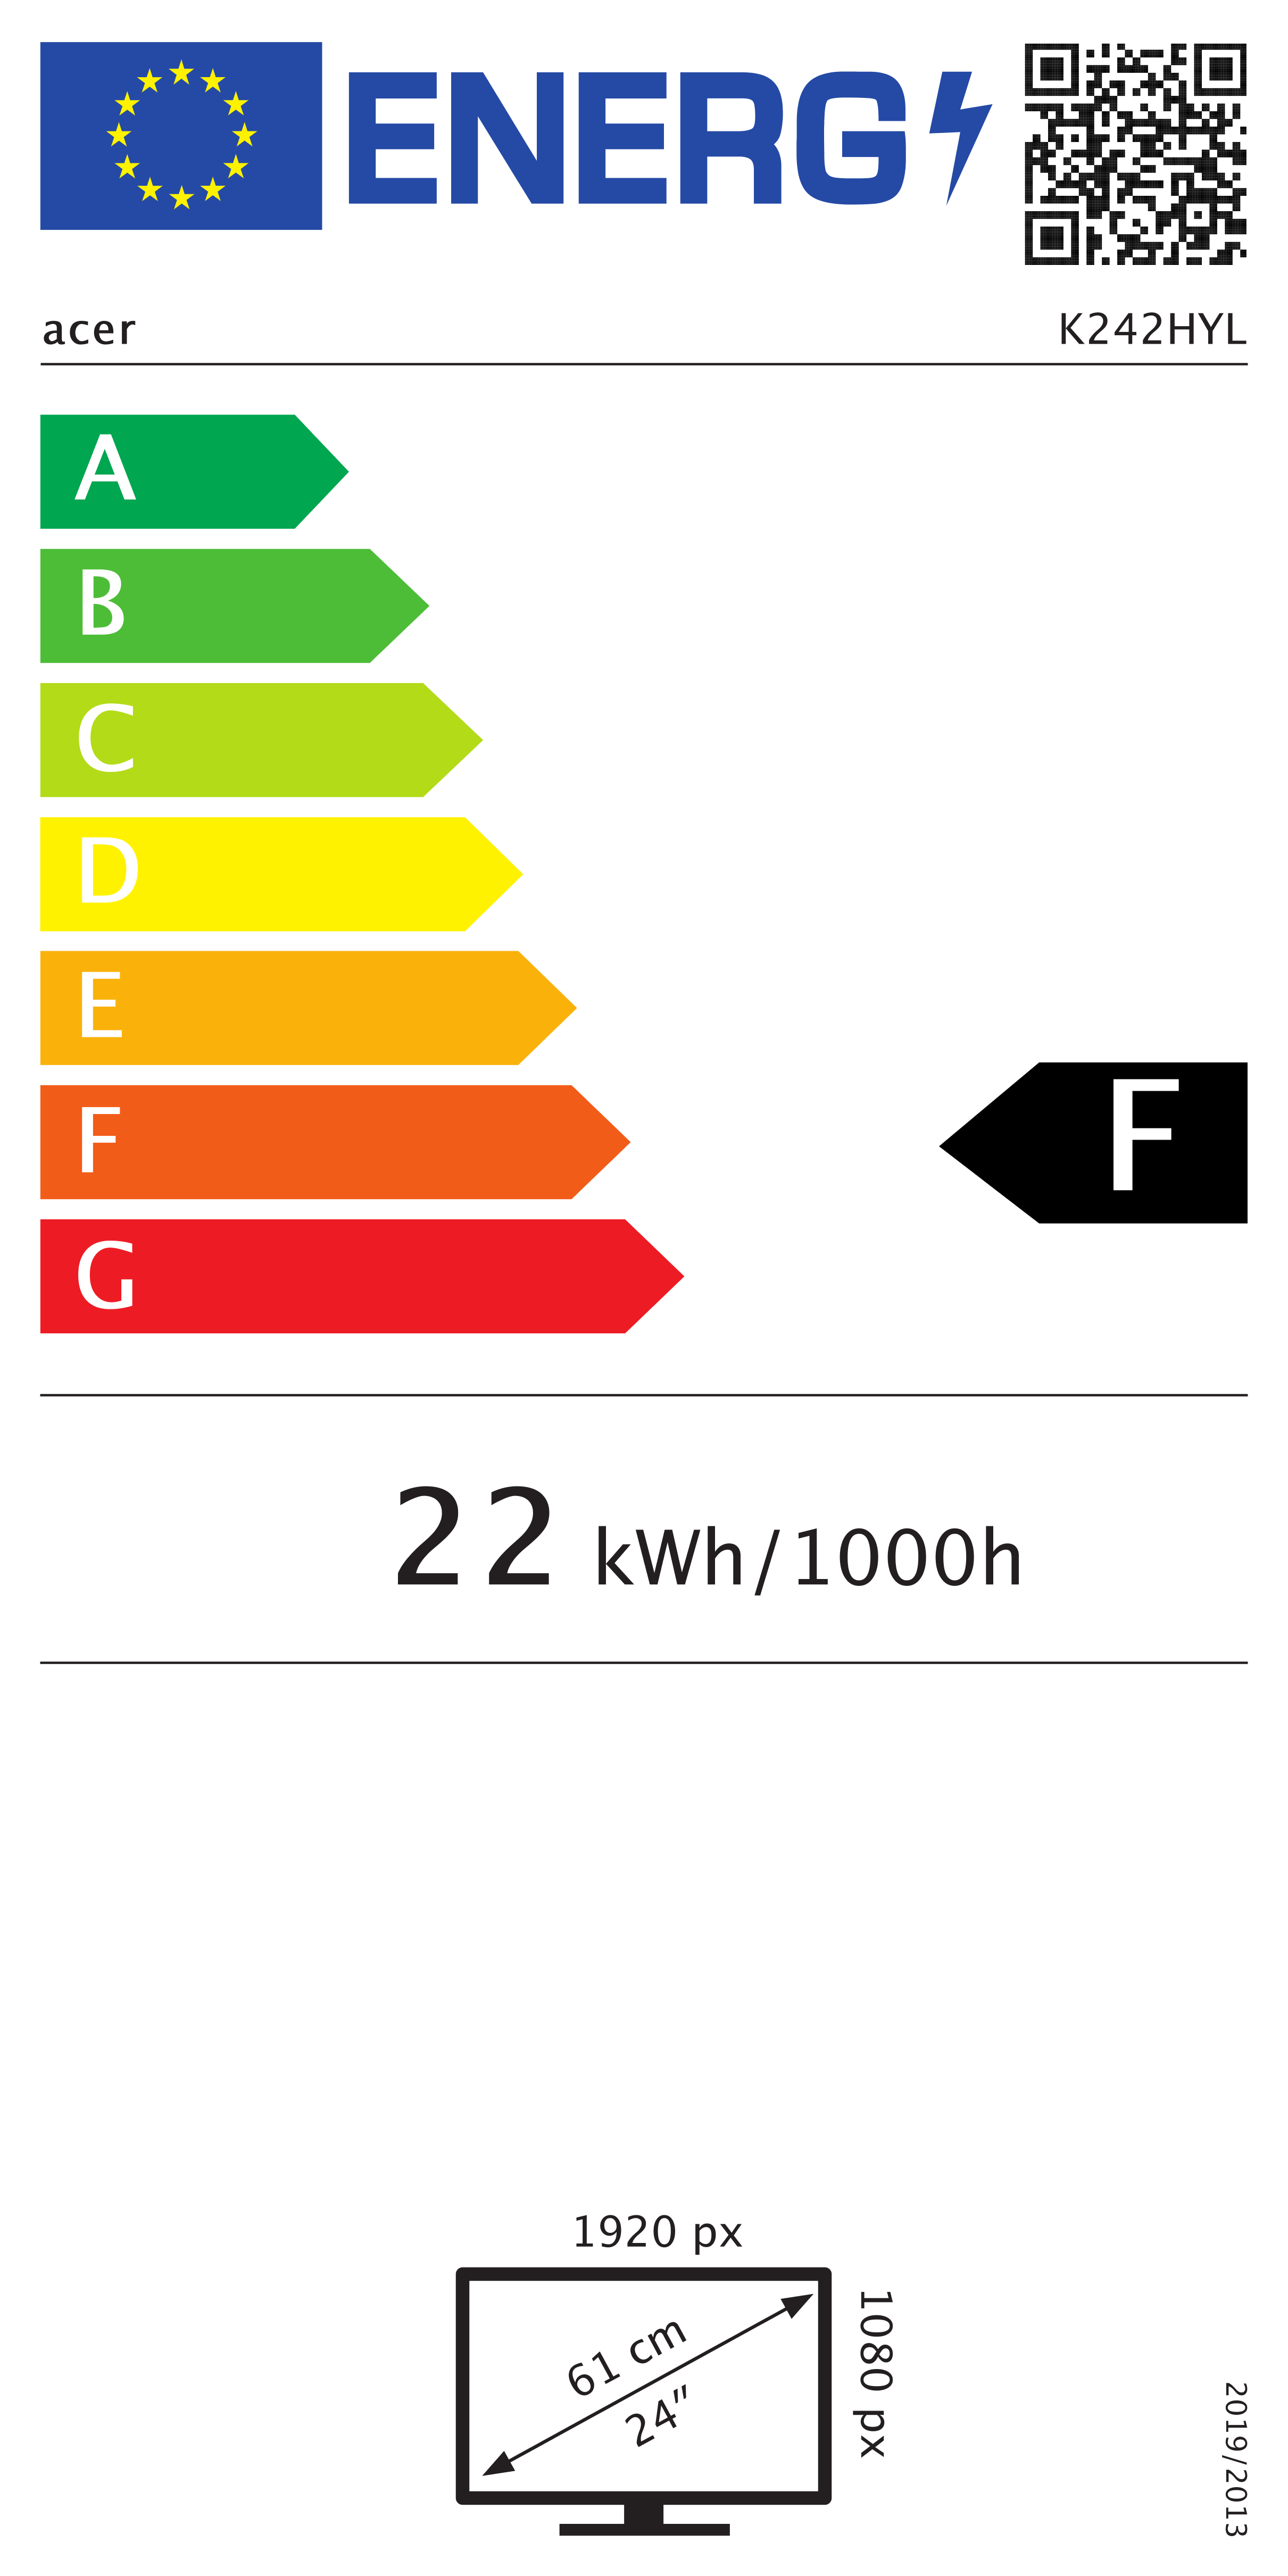 ENERG
acer
K242HYL
A
B
C
D
E
F
F
G
22 kWh/1000h
1920 px
1080 px
61 cm
24"
2019/2013